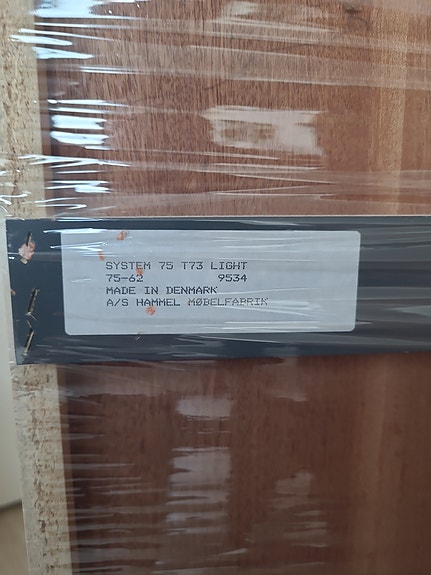 SYSTEM 75 T73 LIGHT
75-62 9534
MADE IN DENMARK
A/S HAMMEL MØBELFABRIK